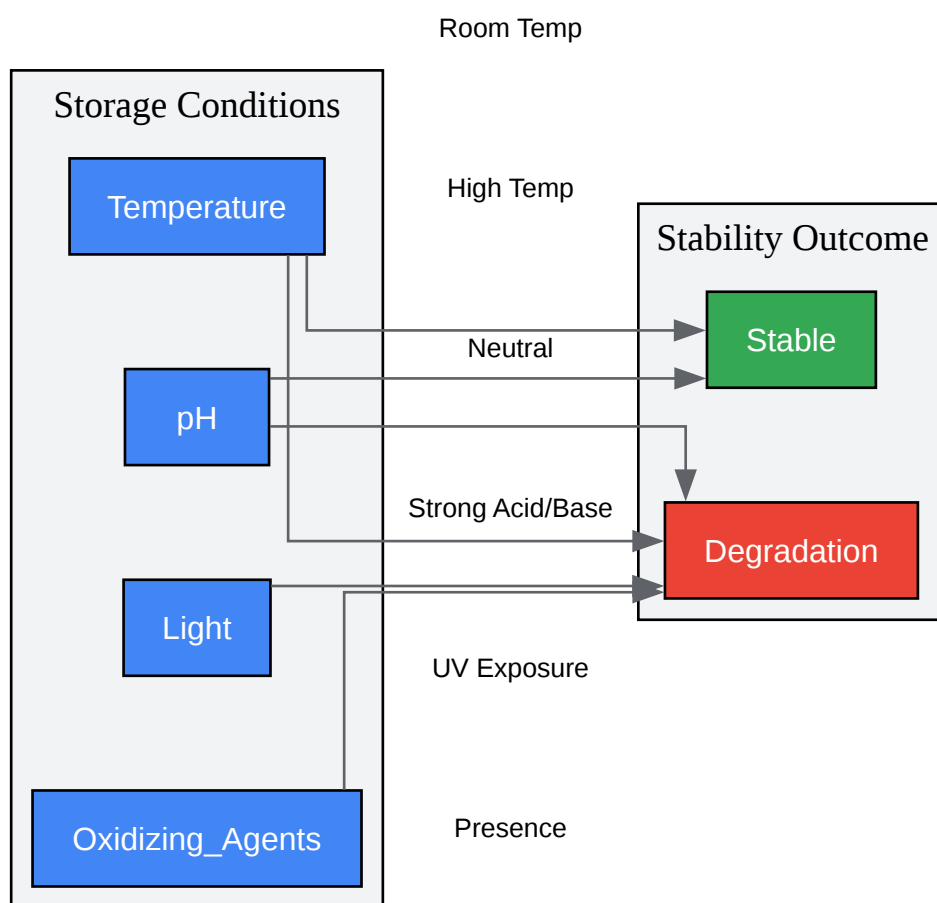 Room Temp
Storage Conditions
Temperature
High Temp
Stability Outcome
Stable
Neutral
pH
Strong Acid/Base
Degradation
Light
UV Exposure
Presence
Oxidizing_Agents